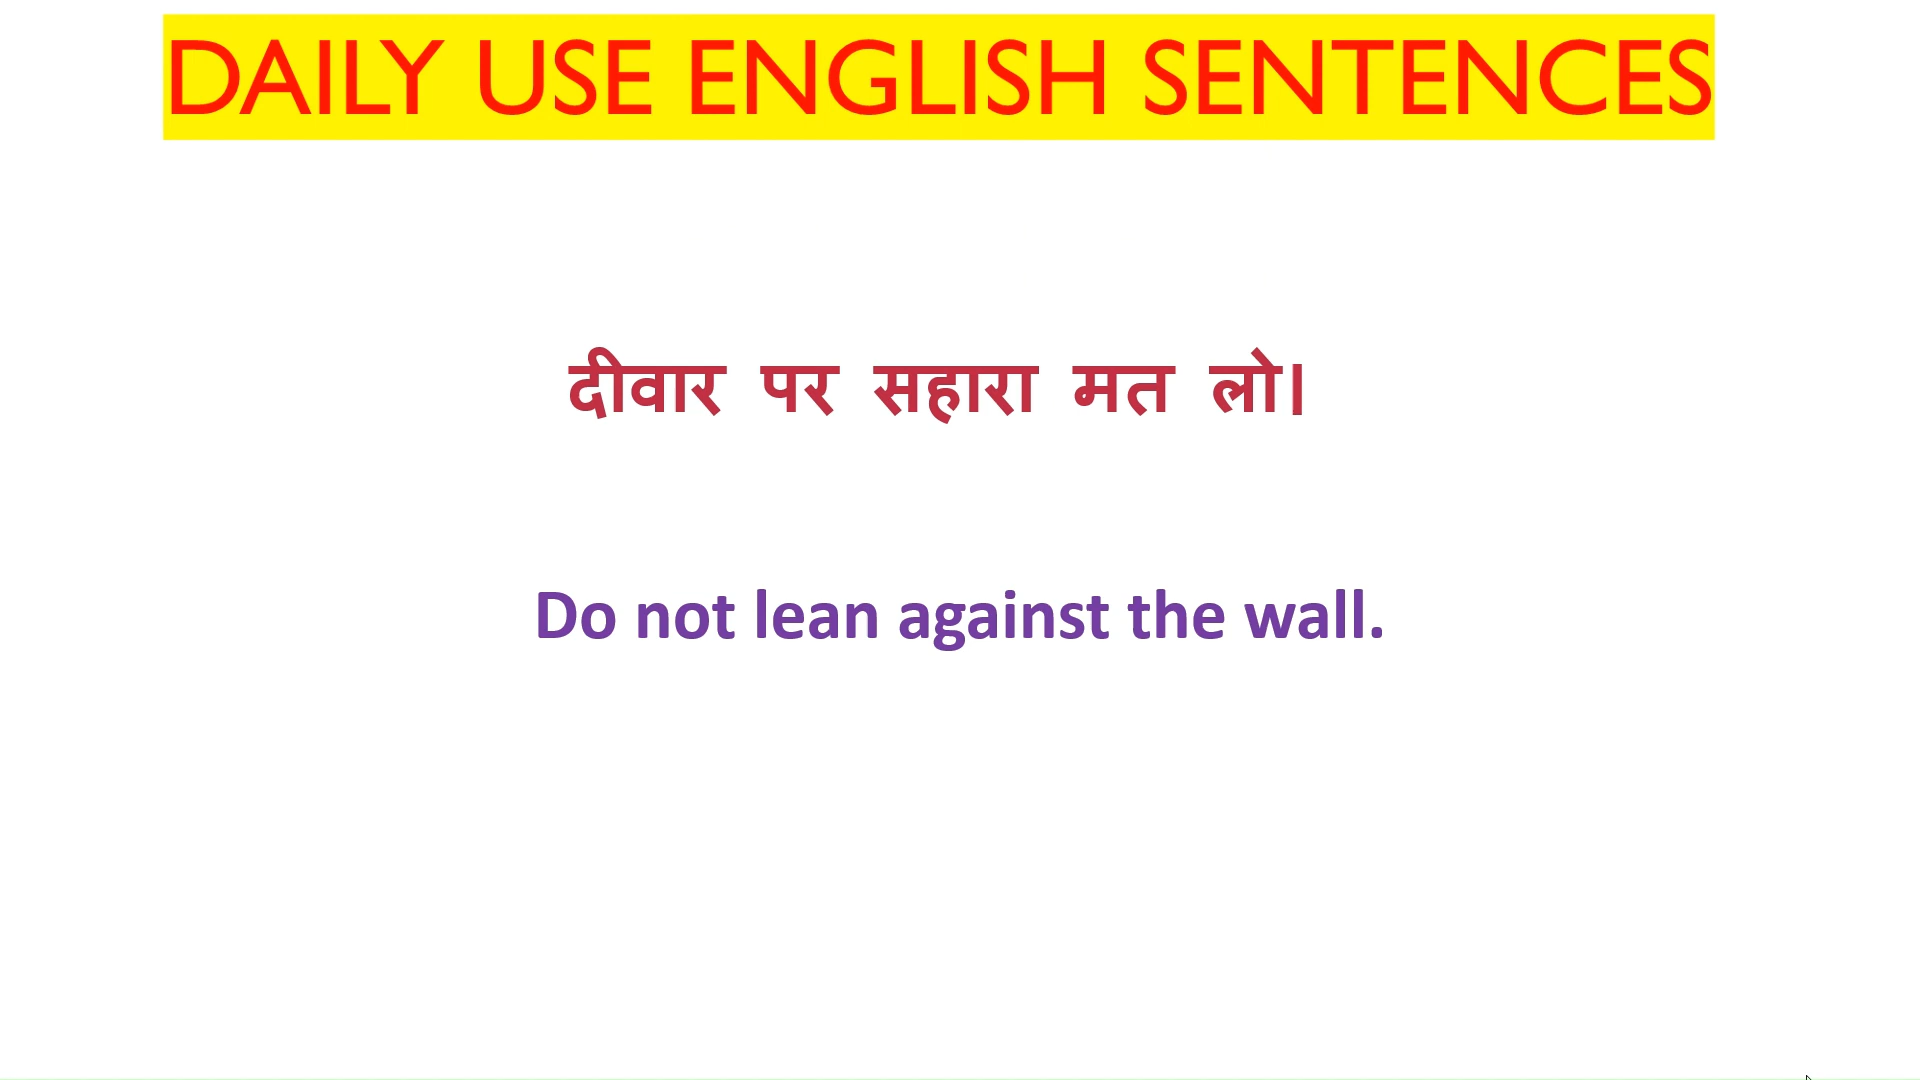 DAILY USE ENGLISH SENTENCES
दीवार पर सहारा मत लो।
Do not lean against the wall.